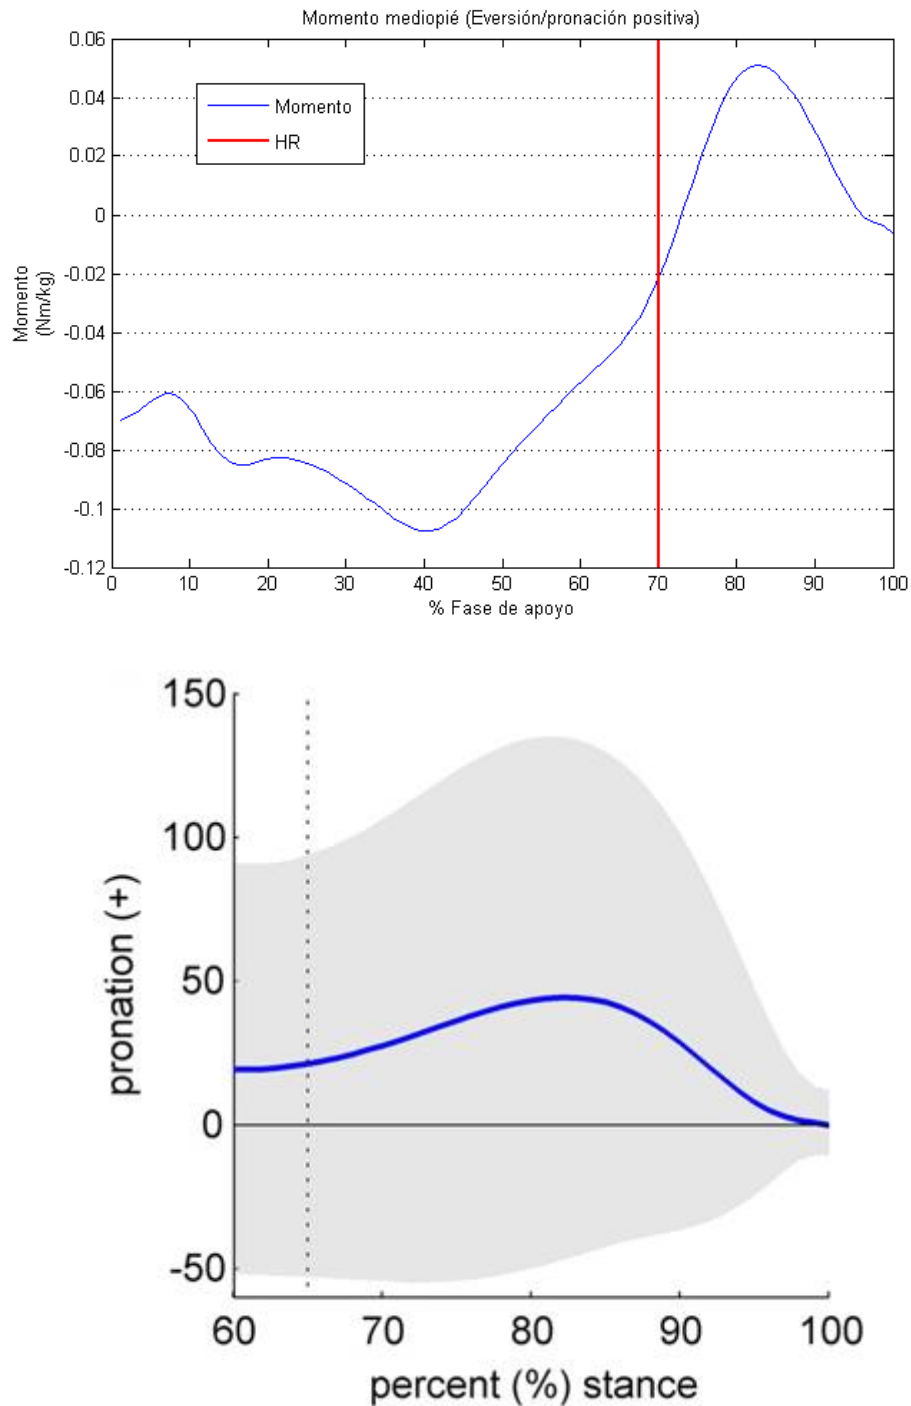 Momento mediopié (Eversión/pronación positiva)
0.06
0.04
0.02
0
-0.02
-0.04
-0.06
-0.08
-0.1
-0.12
Momento
(Nm/kg)
Momento
HR
0 10 20 30 40 50 60 70 80 90 100
% Fase de apoyo
150
100
50
0
-50
pronation (+)
60 70 80 90 100
percent (%) stance